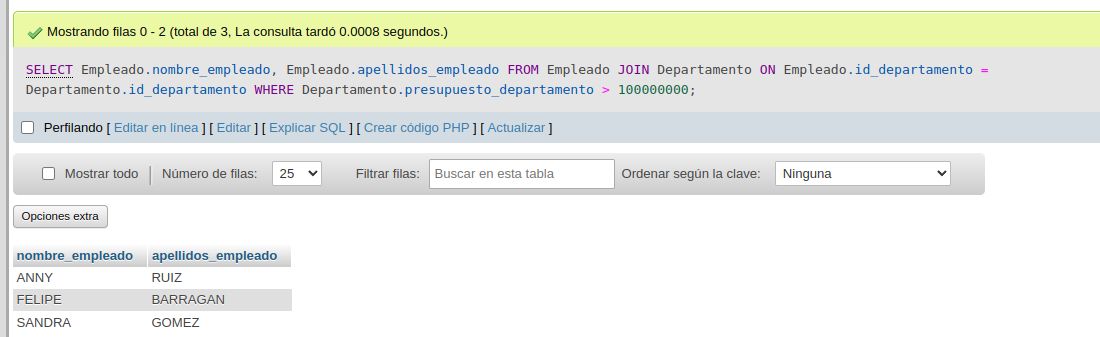 Mostrando filas 0 - 2 (total de 3, La consulta tardó 0.0008 segundos.)
SELECT Empleado.nombre_empleado, Empleado.apellidos_empleado FROM Empleado JOIN Departamento ON Empleado.id_departamento =
Departamento.id_departamento WHERE Departamento.presupuesto_departamento > 100000000;
Perfilando [ Editar en línea ] [ Editar ] [ Explicar SQL ] [ Crear código PHP ] [ Actualizar ]
Mostrar todo | Número de filas: 25 Filtrar filas: Buscar en esta tabla Ordenar según la clave: Ninguna
Opciones extra
nombre_empleado apellidos_empleado
ANNY RUIZ
FELIPE BARRAGAN
SANDRA GOMEZ